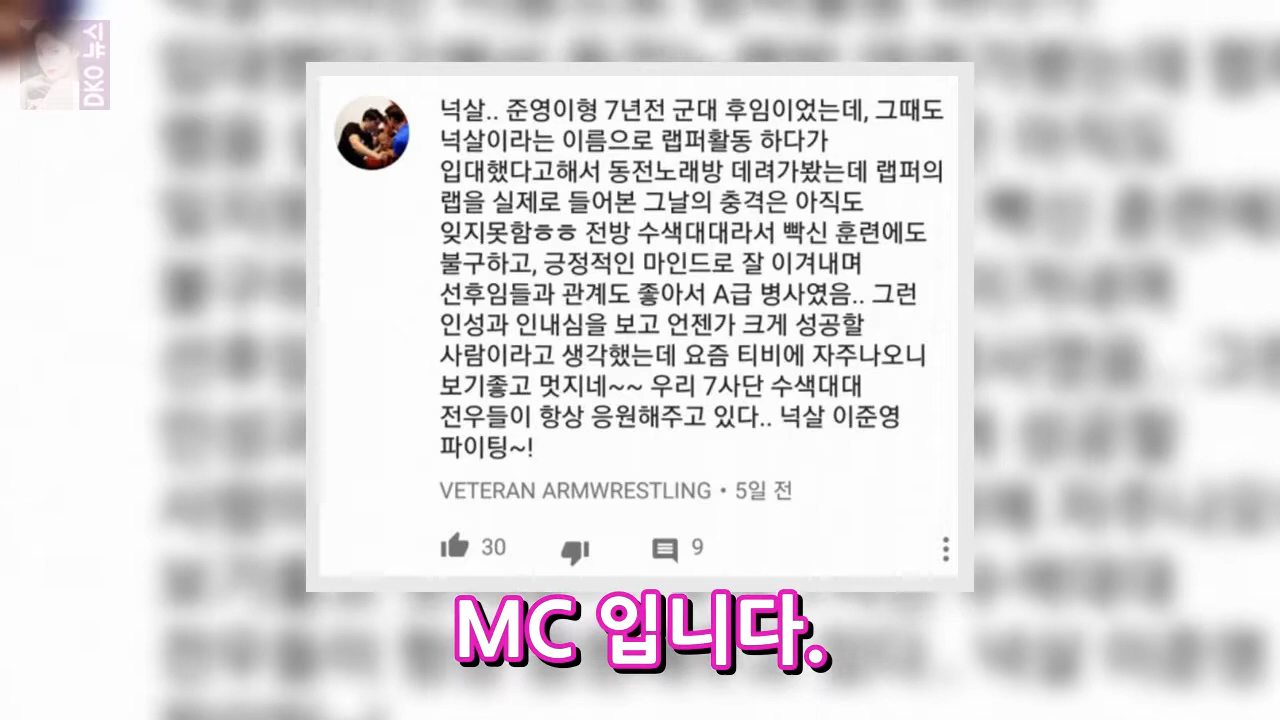 DKO 뉴스
넉살.. 준영이형 7년전 군대 후임이었는데, 그때도
넉살이라는 이름으로 랩퍼활동 하다가
입대했다고해서 동전노래방 데려가봤는데 랩퍼의
랩을 실제로 들어본 그날의 충격은 아직도
잊지못함ㅎㅎ 전방 수색대대라서 빡신 훈련에도
불구하고, 긍정적인 마인드로 잘 이겨내며
선후임들과 관계도 좋아서 A급 병사였음.. 그런
인성과 인내심을 보고 언젠가 크게 성공할
사람이라고 생각했는데 요즘 티비에 자주나오니
보기좋고 멋지네~~ 우리 7사단 수색대대
전우들이 항상 응원해주고 있다.. 넉살 이준영
파이팅~!
VETERAN ARMWRESTLING • 5일 전
30 9
MC 입니다.